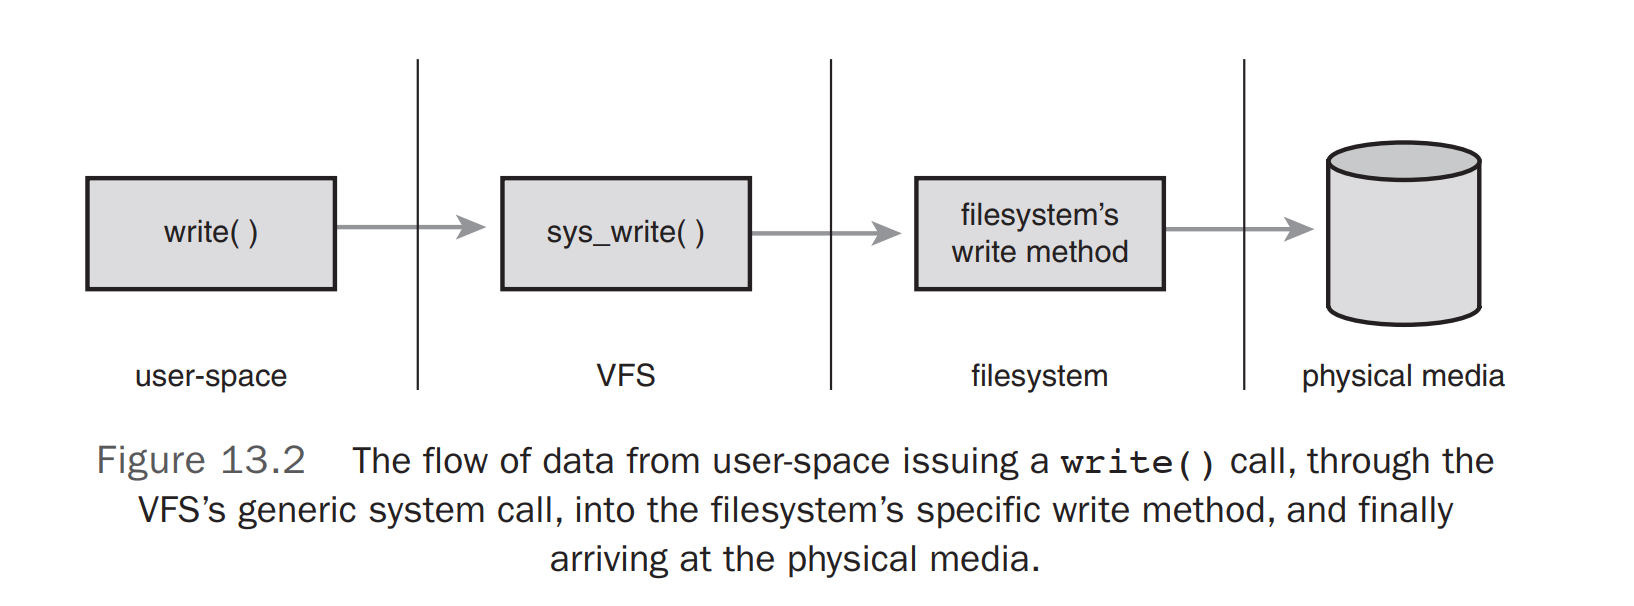 write( )
sys_write( )
filesystem’s
write method
user-space
VFS
filesystem
physical media
Figure 13.2 The flow of data from user-space issuing a write() call, through the
VFS’s generic system call, into the filesystem’s specific write method, and finally
arriving at the physical media.